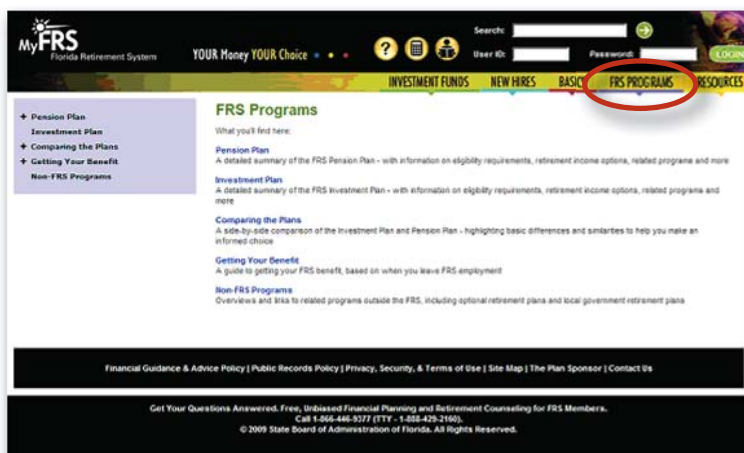 MyFRS
Florida Retirement System
YOUR Money YOUR Choice
?
Search:
User ID:
Password:
LOGIN
INVESTMENT FUNDS NEW HIRES BASICS FRS PROGRAMS RESOURCES
+ Pension Plan
Investment Plan
+ Comparing the Plans
+ Getting Your Benefit
Non-FRS Programs
FRS Programs
What you'll find here:
Pension Plan
A detailed summary of the FRS Pension Plan - with information on eligibility requirements, retirement income options, related programs and more
Investment Plan
A detailed summary of the FRS Investment Plan - with information on eligibility requirements, retirement income options, related programs and
more
Comparing the Plans
A side-by-side comparison of the Investment Plan and Pension Plan - highlighting basic differences and similarities to help you make an
informed choice
Getting Your Benefit
A guide to getting your FRS benefit, based on when you leave FRS employment
Non-FRS Programs
Overviews and links to related programs outside the FRS, including optional retirement plans and local government retirement plans
Financial Guidance & Advice Policy | Public Records Policy | Privacy, Security, & Terms of Use | Site Map | The Plan Sponsor | Contact Us
Get Your Questions Answered. Free, Unbiased Financial Planning and Retirement Counseling for FRS Members.
Call 1-866-446-9377 (TTY - 1-888-429-2160).
© 2009 State Board of Administration of Florida. All Rights Reserved.